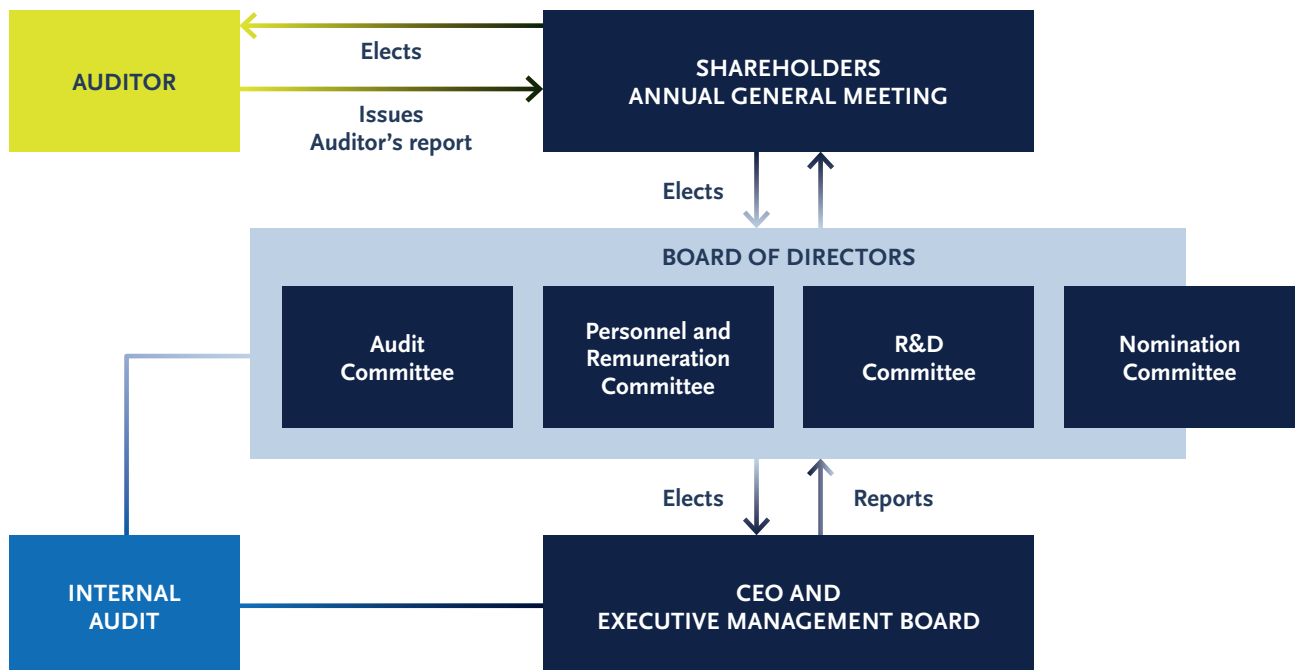 Elects
AUDITOR
SHAREHOLDERS
ANNUAL GENERAL MEETING
Issues
Auditor’s report
Elects
BOARD OF DIRECTORS
Audit
Committee
Personnel and
Remuneration
Committee
R&D
Committee
Nomination
Committee
Elects
Reports
INTERNAL
AUDIT
CEO AND
EXECUTIVE MANAGEMENT BOARD